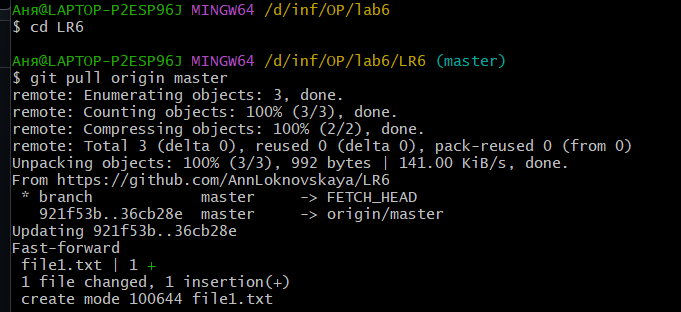 Аня@LAPTOP-P2ESP96J MINGW64 /d/inf/OP/lab6
$ cd LR6
Аня@LAPTOP-P2ESP96J MINGW64 /d/inf/OP/lab6/LR6 (master)
$ git pull origin master
remote: Enumerating objects: 3, done.
remote: Counting objects: 100% (3/3), done.
remote: Compressing objects: 100% (2/2), done.
remote: Total 3 (delta 0), reused 0 (delta 0), pack-reused 0 (from 0)
Unpacking objects: 100% (3/3), 992 bytes | 141.00 KiB/s, done.
From https://github.com/AnnLoknovskaya/LR6
 * branch            master     -> FETCH_HEAD
   921f53b..36cb28e  master     -> origin/master
Updating 921f53b..36cb28e
Fast-forward
 file1.txt | 1 +
 1 file changed, 1 insertion(+)
 create mode 100644 file1.txt